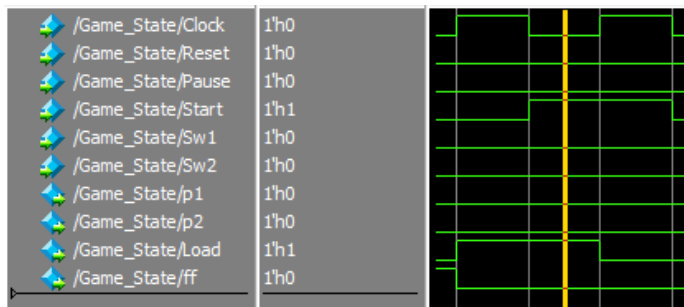 /Game_State/Clock 1'h0
/Game_State/Reset 1'h0
/Game_State/Pause 1'h0
/Game_State/Start 1'h1
/Game_State/Sw1 1'h0
/Game_State/Sw2 1'h0
/Game_State/p1 1'h0
/Game_State/p2 1'h0
/Game_State/Load 1'h1
/Game_State/ff 1'h0